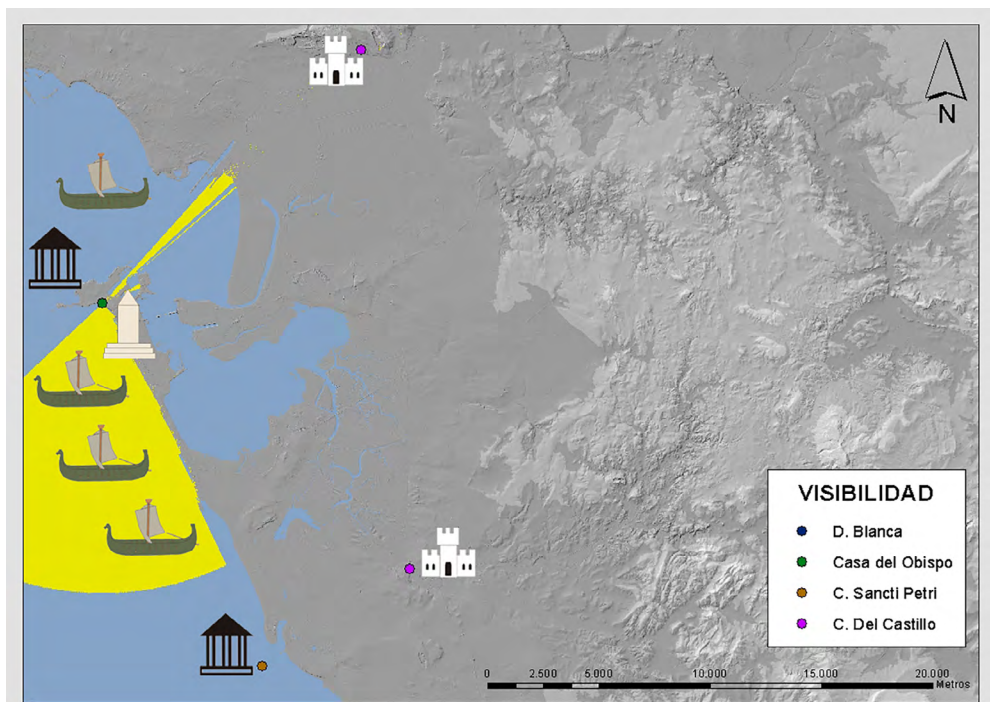 N
VISIBILIDAD
D. Blanca
Casa del Obispo
C. Sancti Petri
C. Del Castillo
0 2.500 5.000 10.000 15.000 20.000
Metros